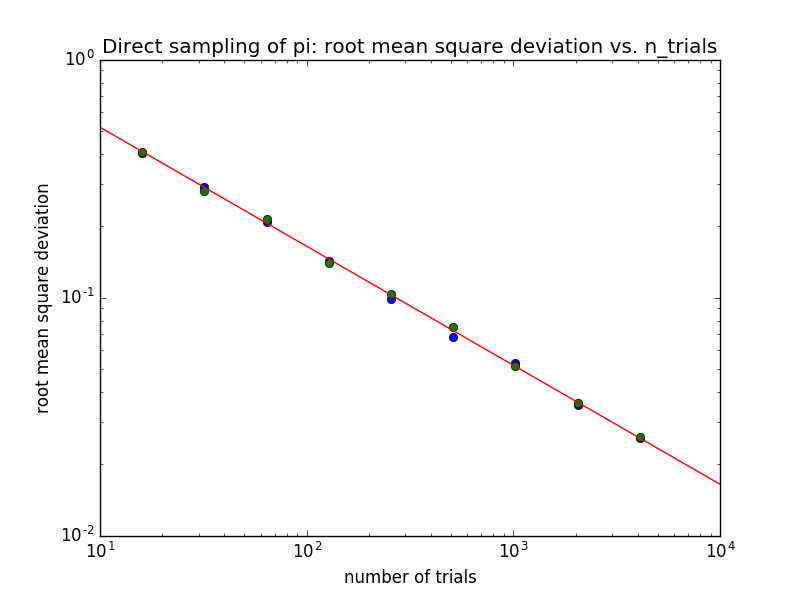 Direct sampling of pi: root mean square deviation vs. n_trials
10^0
10^-1
10^-2
root mean square deviation
10^1 10^2 10^3 10^4
number of trials